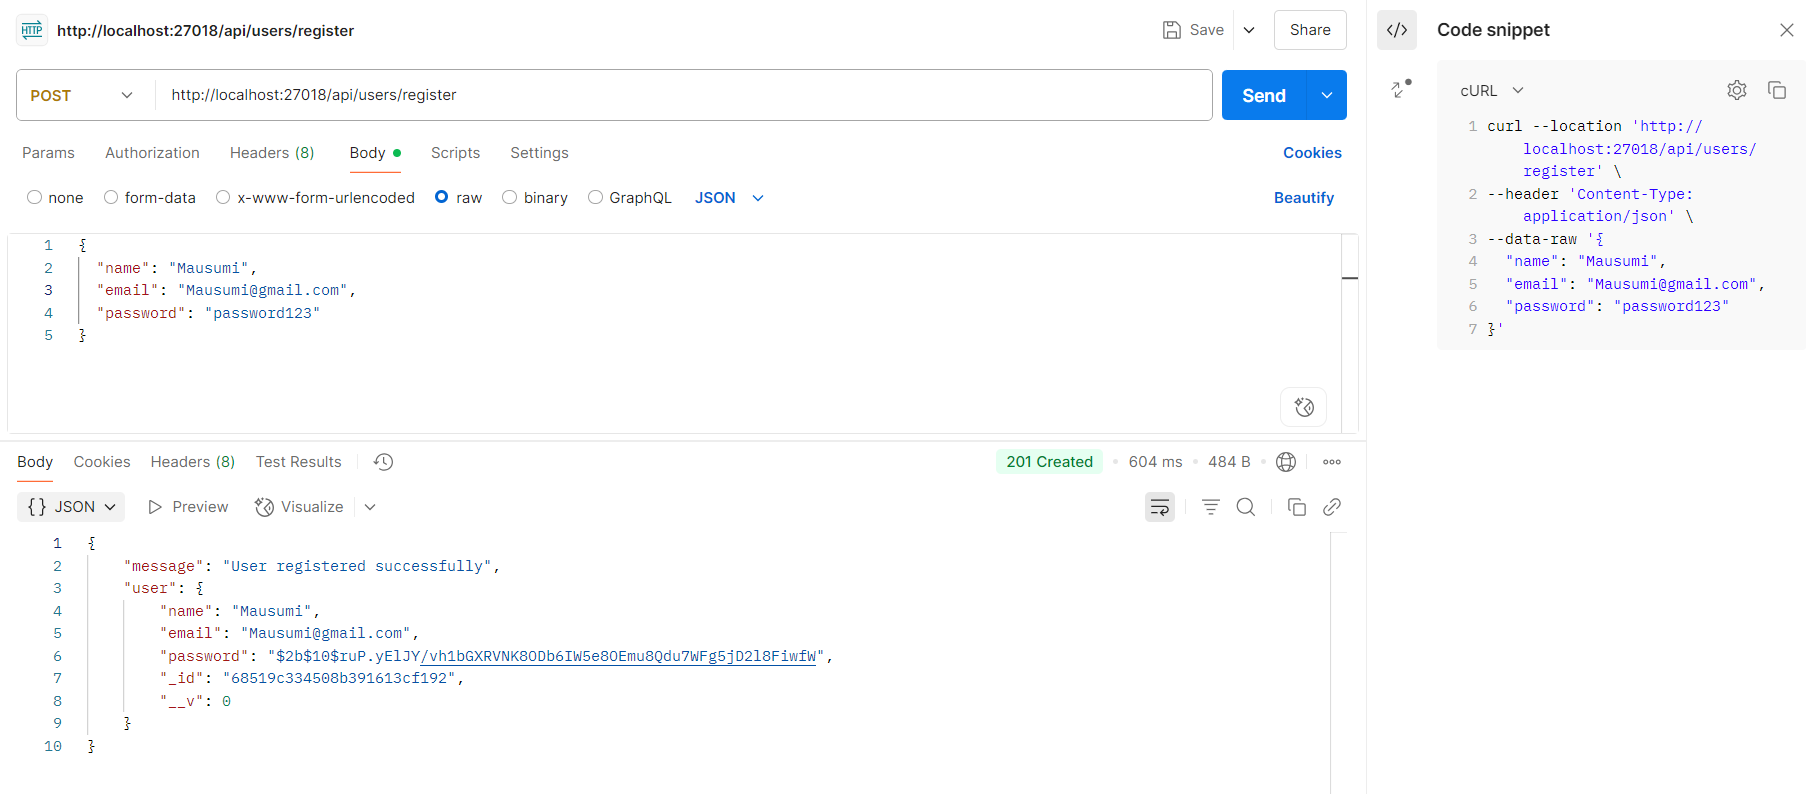 HTTP http://localhost:27018/api/users/register Save Share
POST http://localhost:27018/api/users/register Send
Params Authorization Headers (8) Body Scripts Settings Cookies
none form-data x-www-form-urlencoded raw binary GraphQL JSON Beautify
1 {
2 "name": "Mausumi",
3 "email": "Mausumi@gmail.com",
4 "password": "password123"
5 }
Body Cookies Headers (8) Test Results 201 Created 604 ms 484 B
{} JSON Preview Visualize
1 {
2 "message": "User registered successfully",
3 "user": {
4 "name": "Mausumi",
5 "email": "Mausumi@gmail.com",
6 "password": "$2b$10$ruP.yElJY/vh1bGXRVNK8ODb6IW5e8OEmu8Qdu7WFg5jD2l8FiwfW",
7 "_id": "68519c334508b391613cf192",
8 "__v": 0
9 }
10 }
</> Code snippet
cURL
1 curl --location 'http://
localhost:27018/api/users/
register' \
2 --header 'Content-Type:
application/json' \
3 --data-raw '{
4 "name": "Mausumi",
5 "email": "Mausumi@gmail.com",
6 "password": "password123"
7 }'